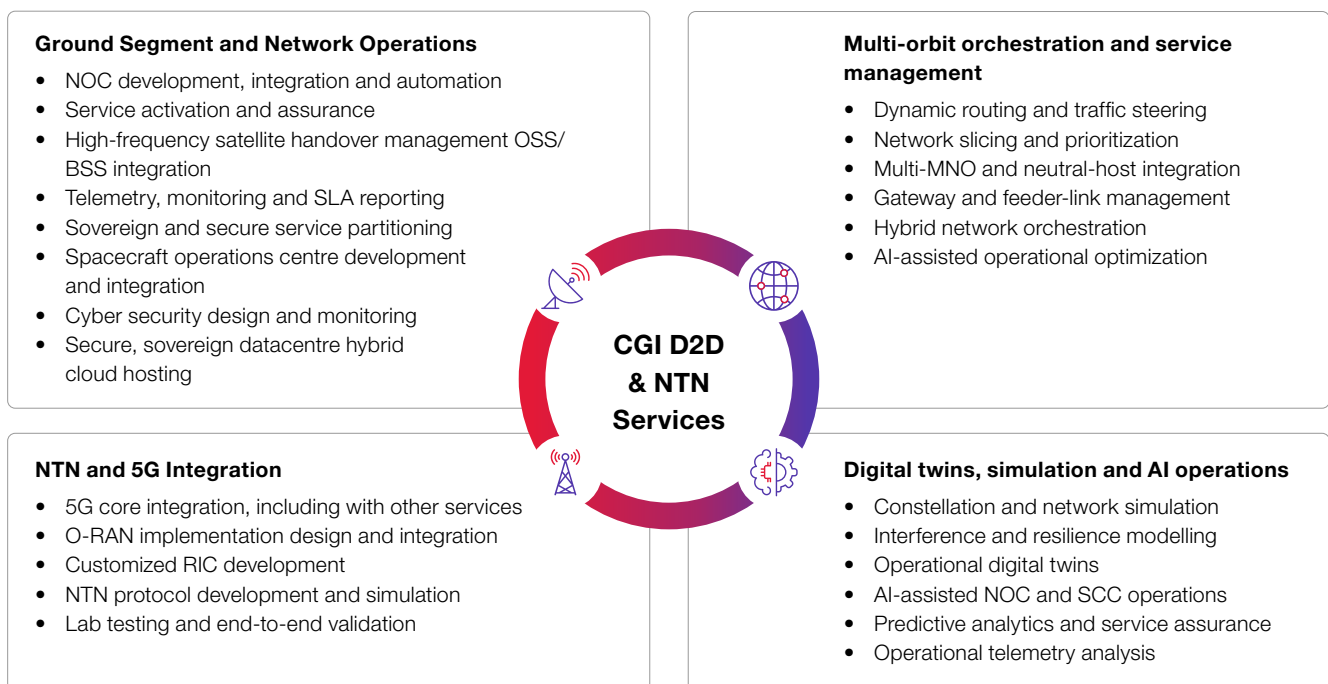 Ground Segment and Network Operations
• NOC development, integration and automation
• Service activation and assurance
• High-frequency satellite handover management OSS/
BSS integration
• Telemetry, monitoring and SLA reporting
• Sovereign and secure service partitioning
• Spacecraft operations centre development
and integration
• Cyber security design and monitoring
• Secure, sovereign datacentre hybrid
cloud hosting
Multi-orbit orchestration and service
management
• Dynamic routing and traffic steering
• Network slicing and prioritization
• Multi-MNO and neutral-host integration
• Gateway and feeder-link management
• Hybrid network orchestration
• AI-assisted operational optimization
CGI D2D
& NTN
Services
NTN and 5G Integration
• 5G core integration, including with other services
• O-RAN implementation design and integration
• Customized RIC development
• NTN protocol development and simulation
• Lab testing and end-to-end validation
Digital twins, simulation and AI operations
• Constellation and network simulation
• Interference and resilience modelling
• Operational digital twins
• AI-assisted NOC and SCC operations
• Predictive analytics and service assurance
• Operational telemetry analysis